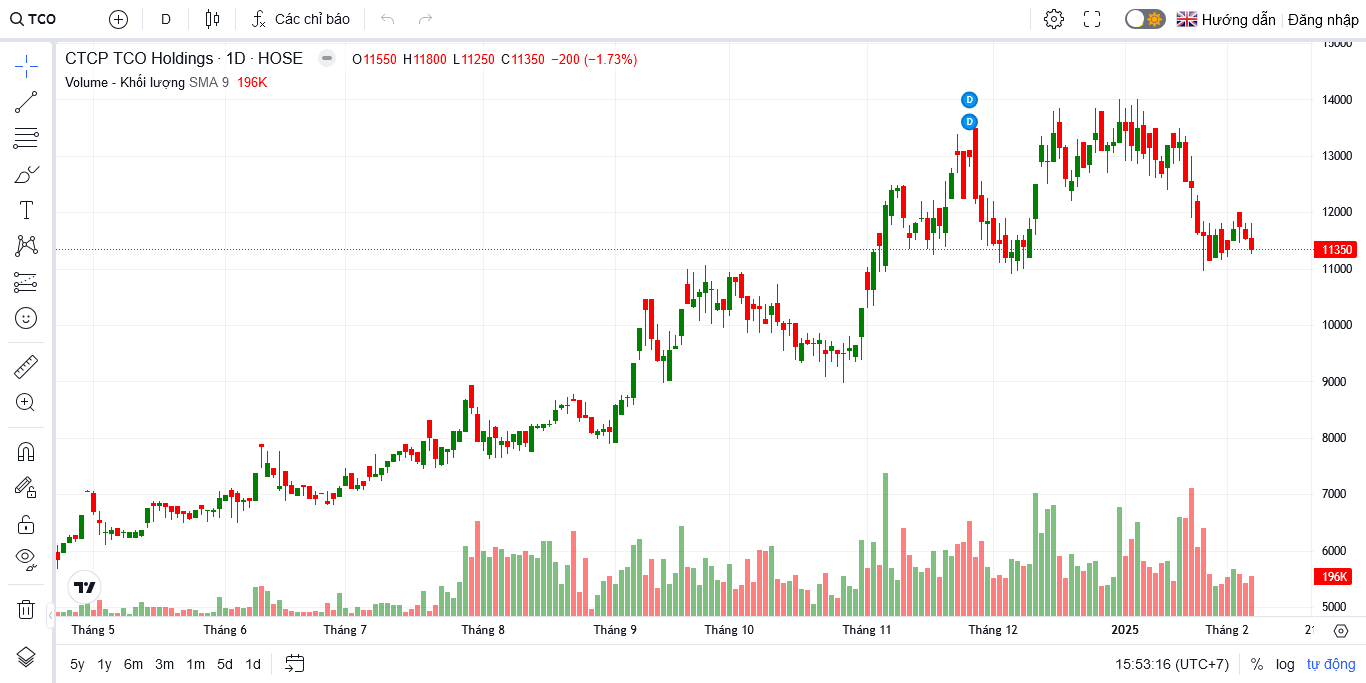 TCO D Các chỉ báo Hướng dẫn Đăng nhập
CTCP TCO Holdings · 1D · HOSE O11550 H11800 L11250 C11350 −200 (−1.73%)
Volume - Khối lượng SMA 9 196K
D
D
15000
14000
13000
12000
11350
11000
10000
9000
8000
7000
6000
196K
5000
Tháng 5 Tháng 6 Tháng 7 Tháng 8 Tháng 9 Tháng 10 Tháng 11 Tháng 12 2025 Tháng 2
5y 1y 6m 3m 1m 5d 1d 15:53:16 (UTC+7) % log tự động